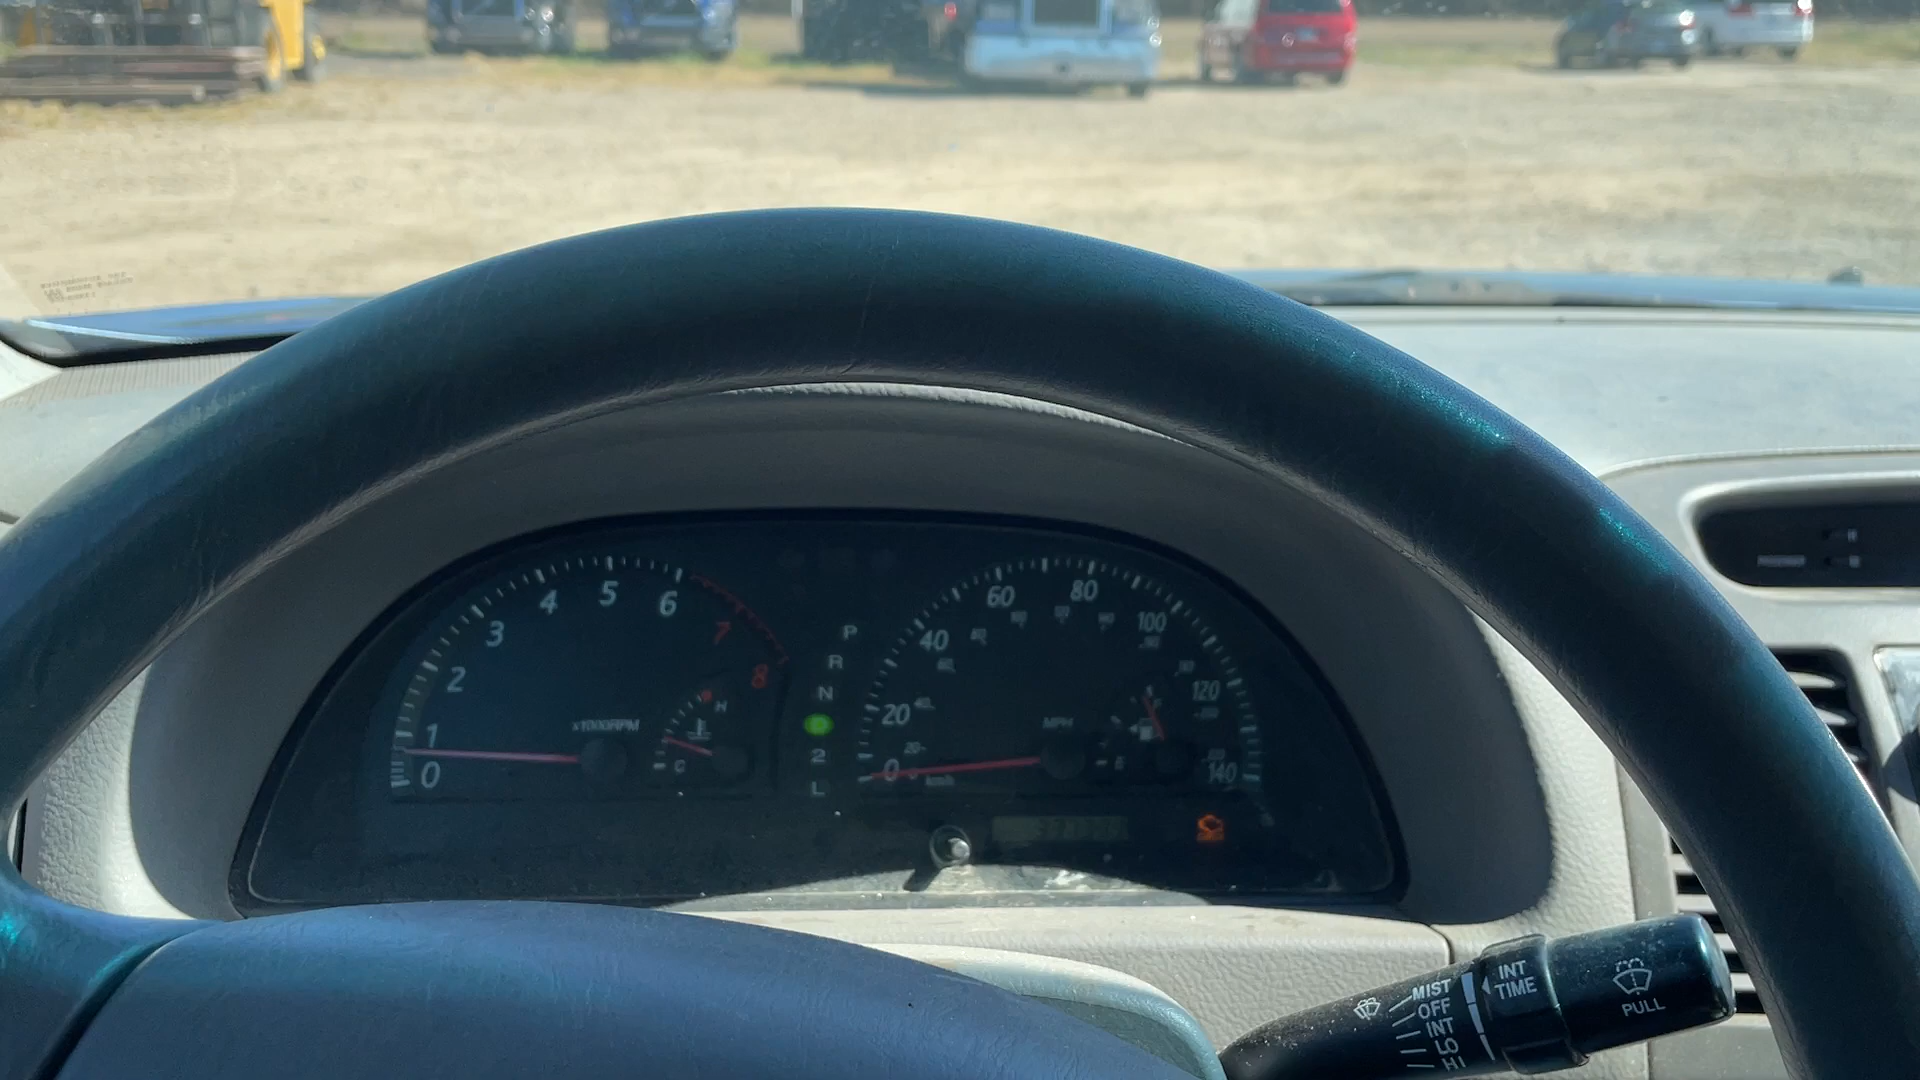 4 5 6
3 7
2 8
1
0
x1000RPM
H
C
P
R
N
2
L
60 80
40 100
20 120
0 140
MPH
km/h
E
INT
TIME
MIST
OFF
INT
LO
HI
PULL